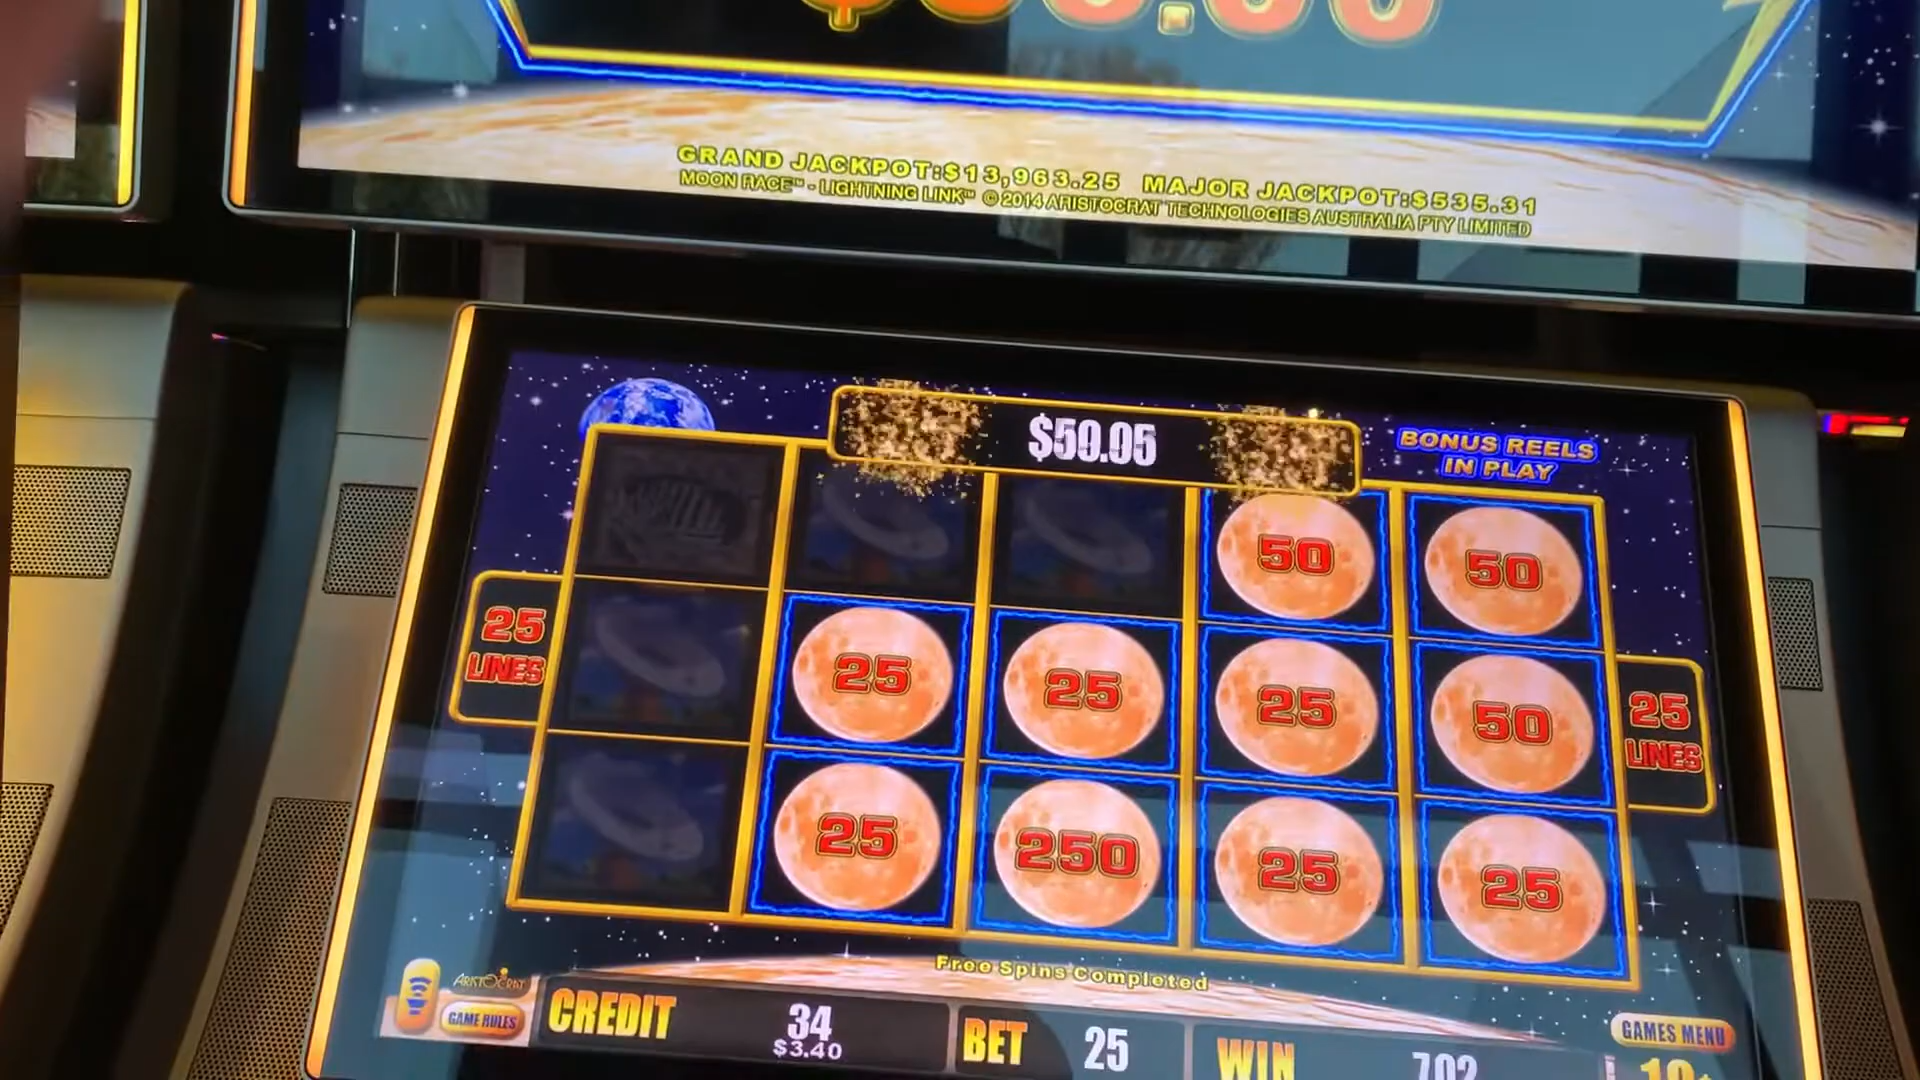 GRAND JACKPOT:$13,963.25 MAJOR JACKPOT:$535.31
MOON RACE™ - LIGHTNING LINK™ © 2014 ARISTOCRAT TECHNOLOGIES AUSTRALIA PTY LIMITED
BONUS REELS
IN PLAY
50 50
25
LINES
25 25 25 50
25
LINES
25 250 25 25
Free Spins Completed
ARISTOCRAT
GAME RULES
CREDIT 34
$3.40
BET 25
WIN 702
GAMES MENU